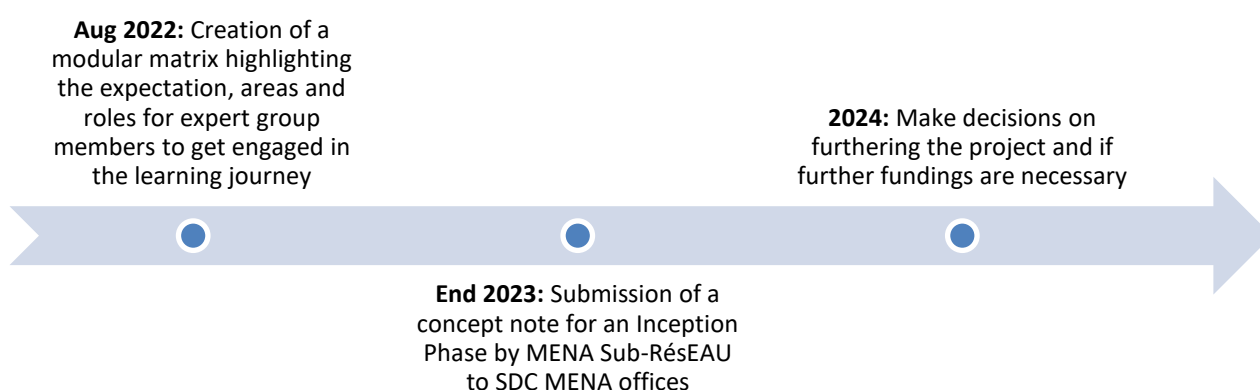 Aug 2022: Creation of a
modular matrix highlighting
the expectation, areas and
roles for expert group
members to get engaged in
the learning journey
End 2023: Submission of a
concept note for an Inception
Phase by MENA Sub-RésEAU
to SDC MENA offices
2024: Make decisions on
furthering the project and if
further fundings are necessary